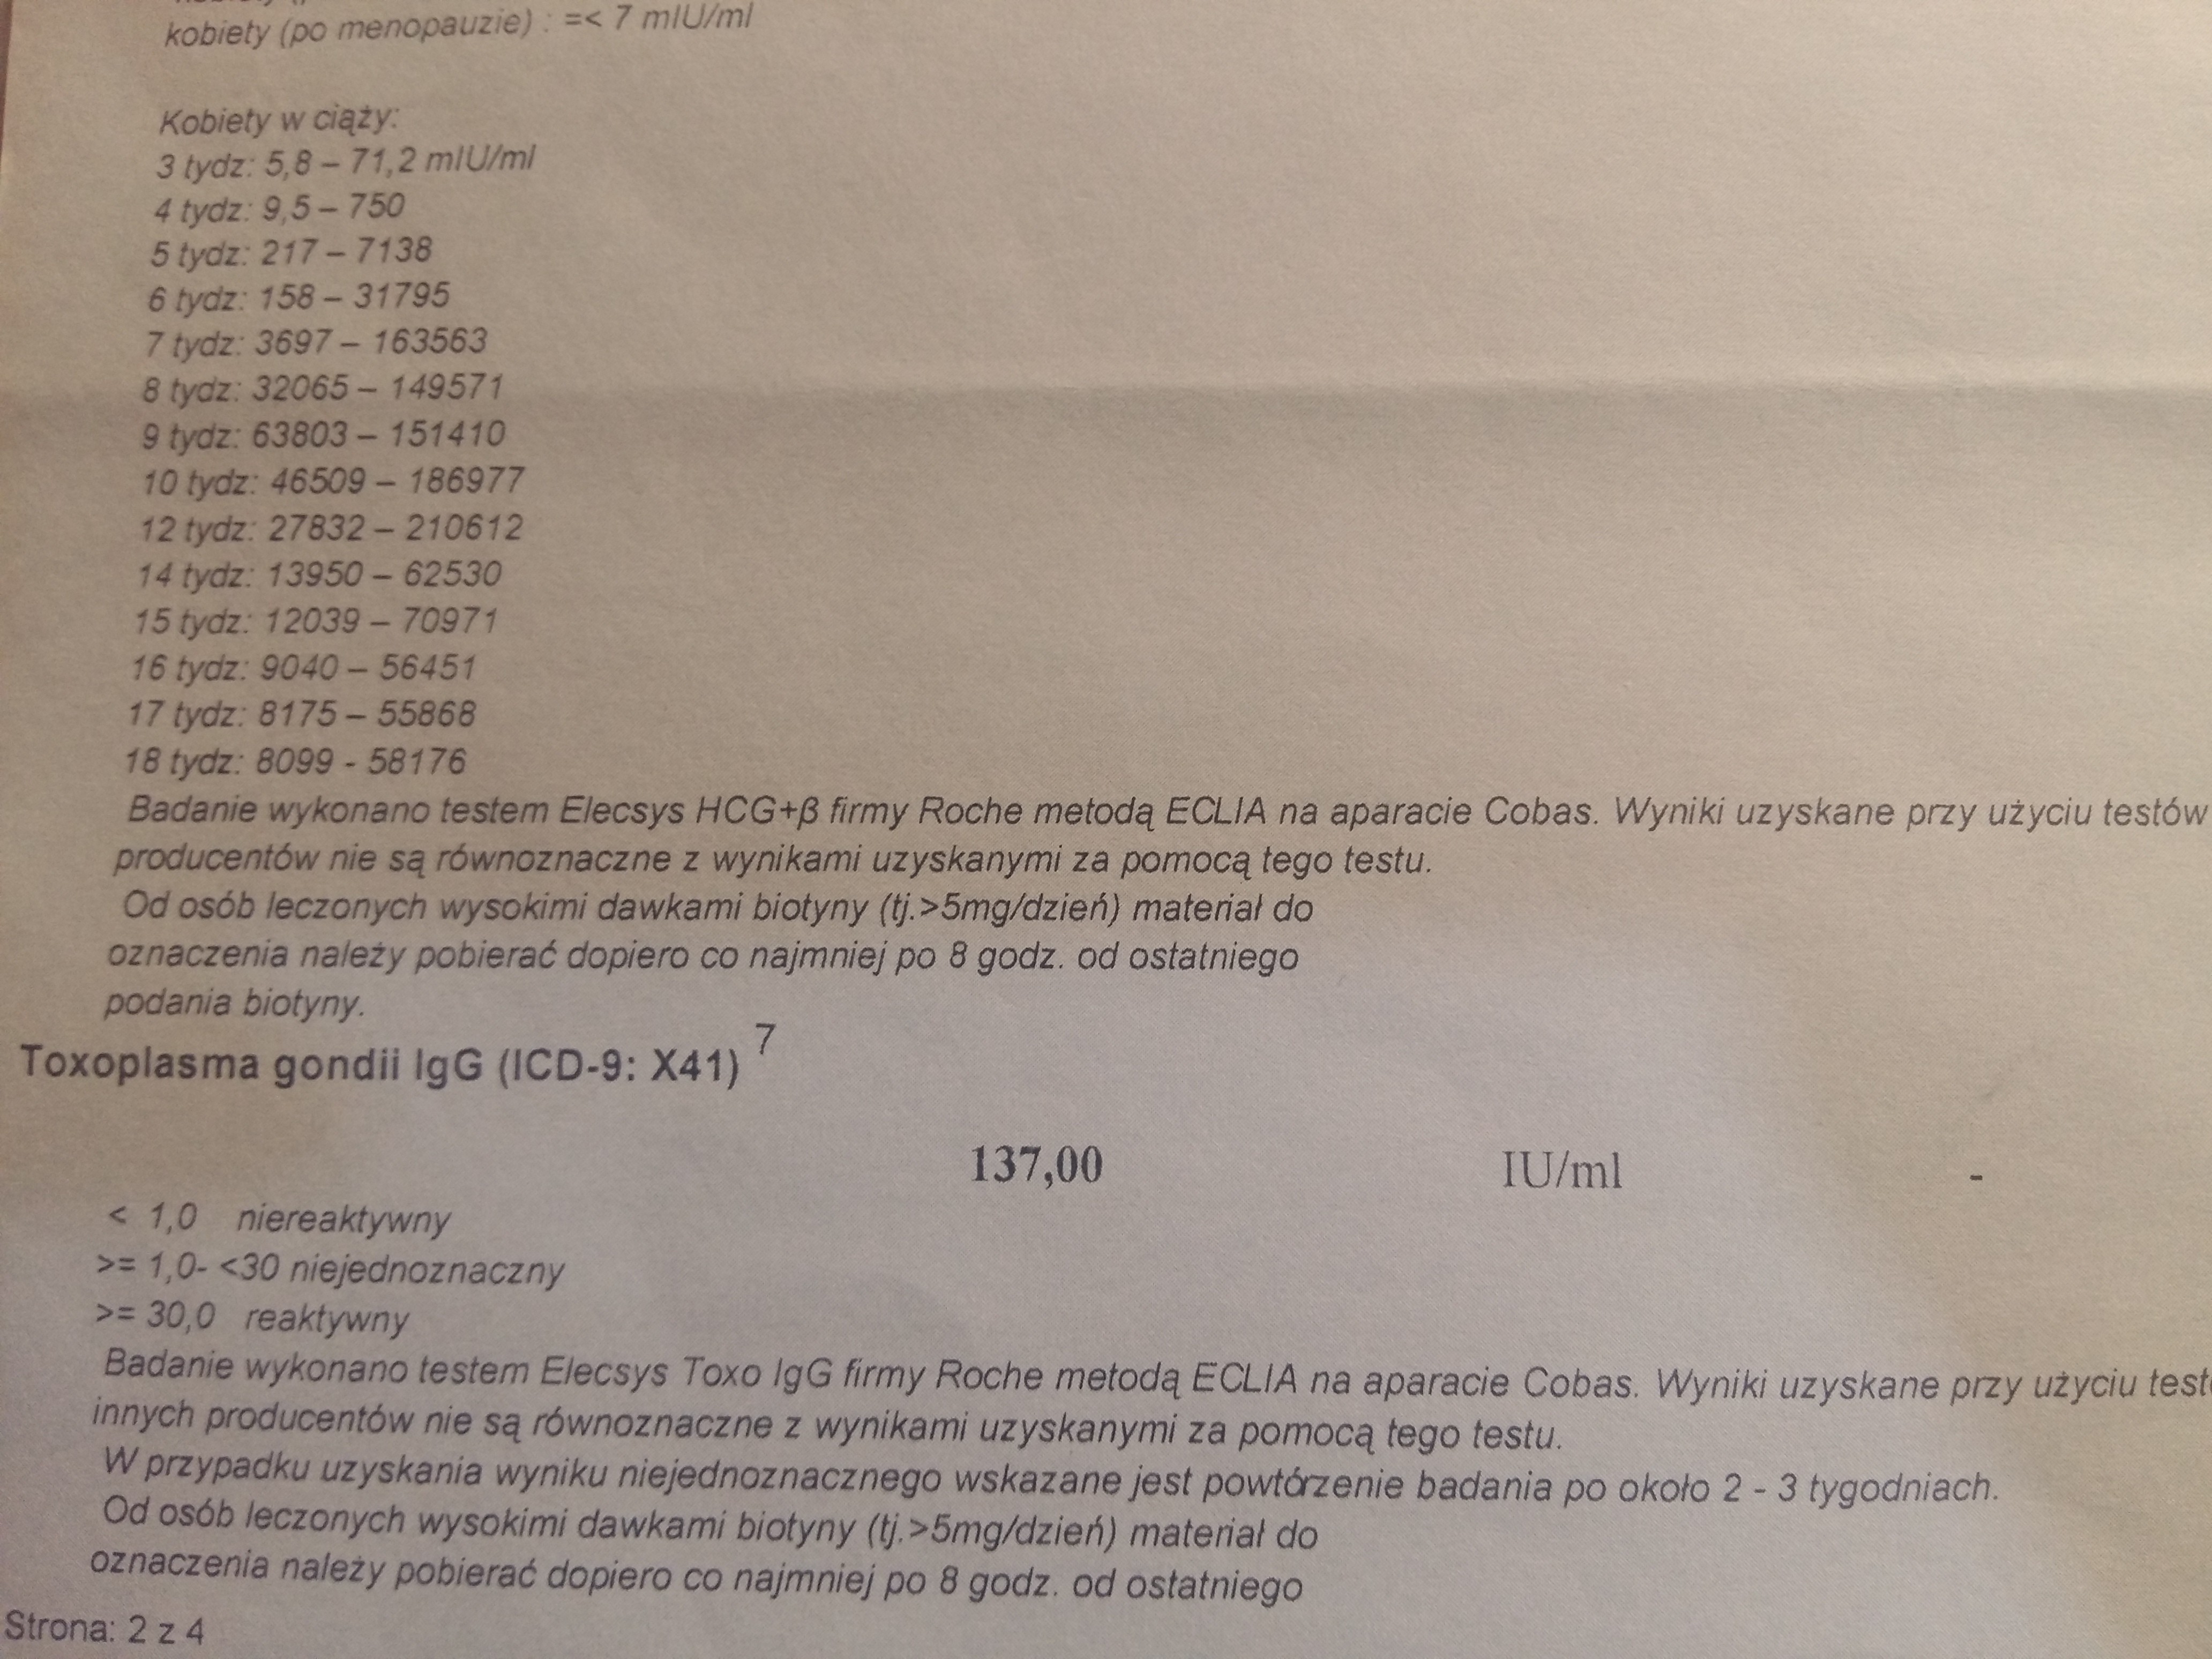 kobiety (po menopauzie) : =< 7 mIU/ml
Kobiety w ciąży:
3 tydz: 5,8 – 71,2 mIU/ml
4 tydz: 9,5 – 750
5 tydz: 217 – 7138
6 tydz: 158 – 31795
7 tydz: 3697 – 163563
8 tydz: 32065 – 149571
9 tydz: 63803 – 151410
10 tydz: 46509 – 186977
12 tydz: 27832 – 210612
14 tydz: 13950 – 62530
15 tydz: 12039 – 70971
16 tydz: 9040 – 56451
17 tydz: 8175 – 55868
18 tydz: 8099 - 58176
Badanie wykonano testem Elecsys HCG+β firmy Roche metodą ECLIA na aparacie Cobas. Wyniki uzyskane przy użyciu testów
producentów nie są równoznaczne z wynikami uzyskanymi za pomocą tego testu.
Od osób leczonych wysokimi dawkami biotyny (tj.>5mg/dzień) materiał do
oznaczenia należy pobierać dopiero co najmniej po 8 godz. od ostatniego
podania biotyny.
Toxoplasma gondii IgG (ICD-9: X41) 7
137,00 IU/ml -
< 1,0 niereaktywny
>= 1,0- <30 niejednoznaczny
>= 30,0 reaktywny
Badanie wykonano testem Elecsys Toxo IgG firmy Roche metodą ECLIA na aparacie Cobas. Wyniki uzyskane przy użyciu
innych producentów nie są równoznaczne z wynikami uzyskanymi za pomocą tego testu.
W przypadku uzyskania wyniku niejednoznacznego wskazane jest powtórzenie badania po około 2 - 3 tygodniach.
Od osób leczonych wysokimi dawkami biotyny (tj.>5mg/dzień) materiał do
oznaczenia należy pobierać dopiero co najmniej po 8 godz. od ostatniego
Strona: 2 z 4